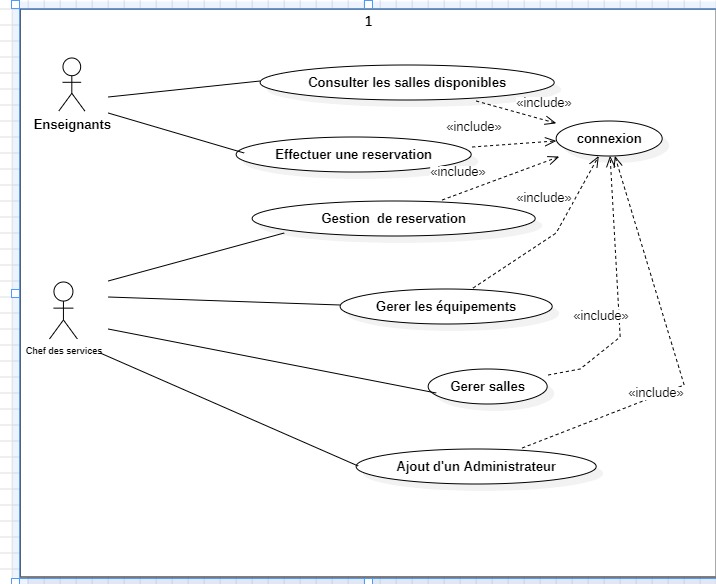 1
Enseignants
Consulter les salles disponibles
«include»
«include»
connexion
Effectuer une reservation
«include»
«include»
Gestion de reservation
Gerer les équipements
«include»
Chef des services
Gerer salles
«include»
Ajout d'un Administrateur